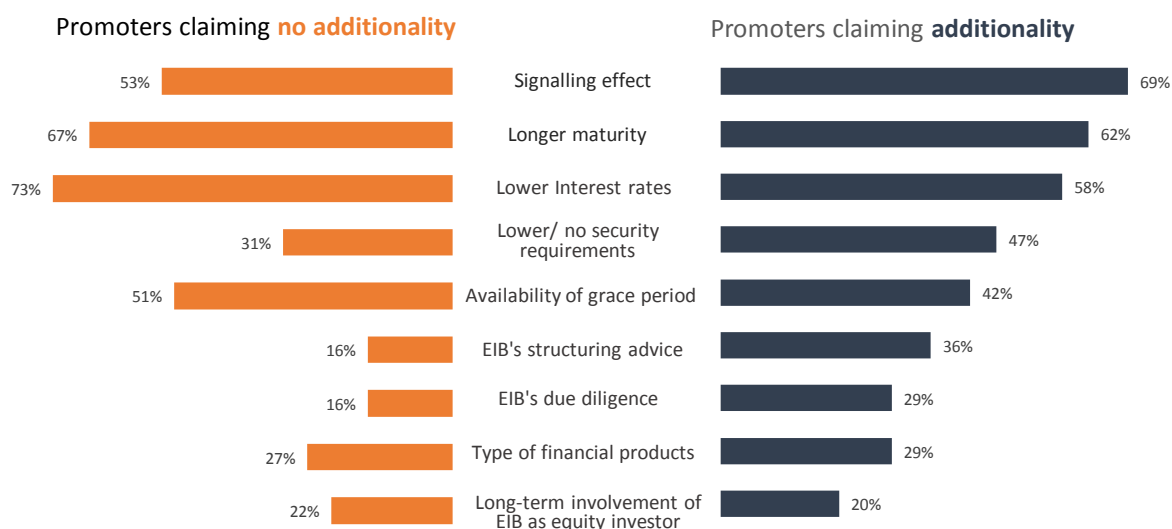 Promoters claiming no additionality
Promoters claiming additionality
53%
Signalling effect
69%
67%
Longer maturity
62%
73%
Lower Interest rates
58%
31%
Lower/ no security
requirements
47%
51%
Availability of grace period
42%
16%
EIB's structuring advice
36%
16%
EIB's due diligence
29%
27%
Type of financial products
29%
22%
Long-term involvement of
EIB as equity investor
20%